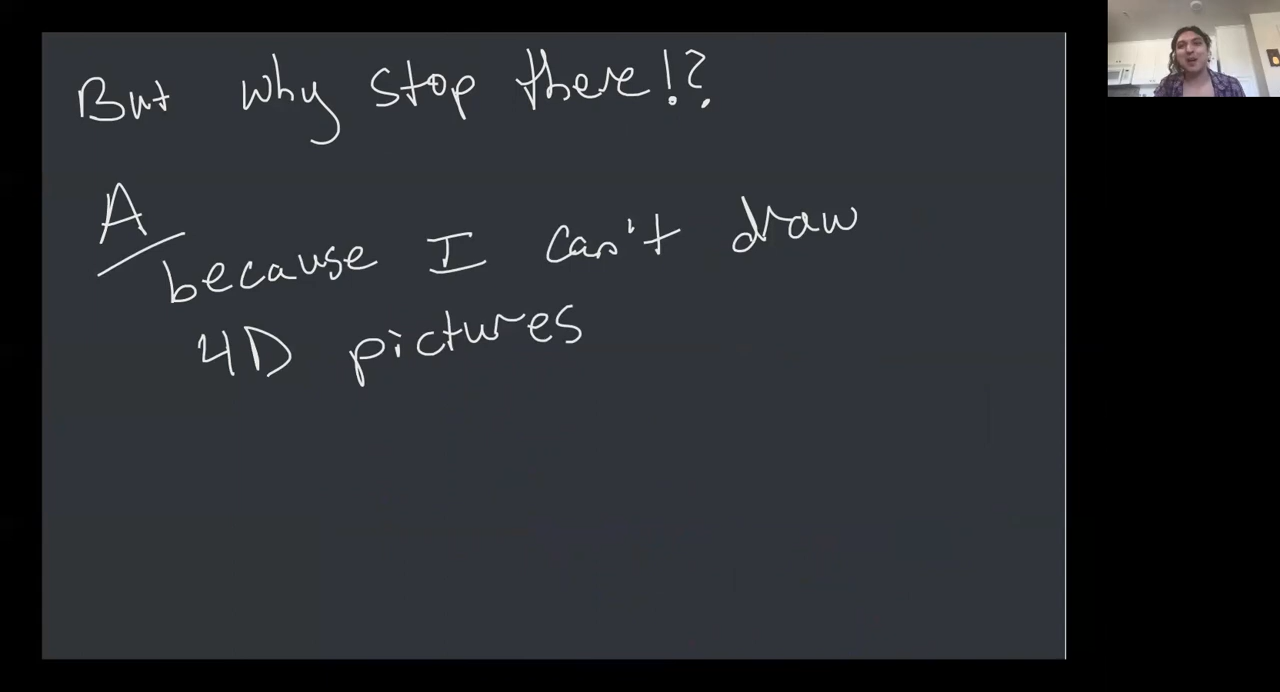 But why stop there!?
A
because I can't draw
4D pictures